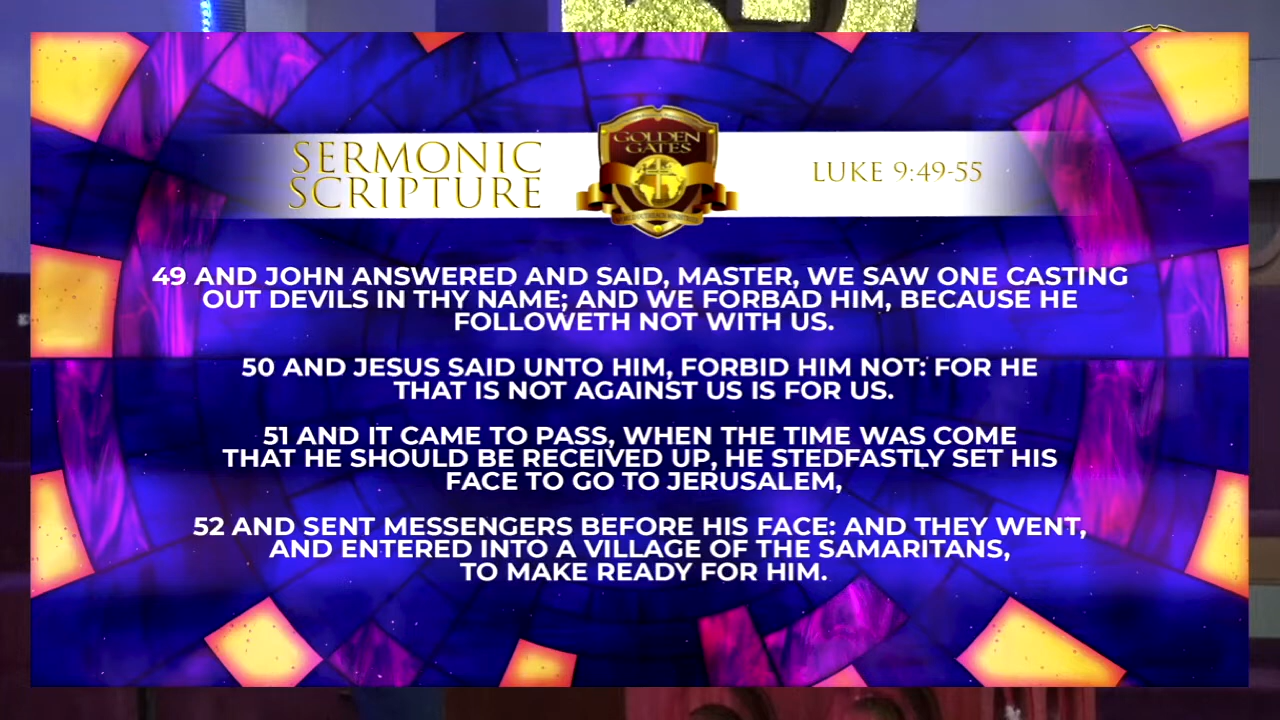 SERMONIC
SCRIPTURE
GOLDEN
GATES
LUKE 9:49-55
49 AND JOHN ANSWERED AND SAID, MASTER, WE SAW ONE CASTING
OUT DEVILS IN THY NAME; AND WE FORBAD HIM, BECAUSE HE
FOLLOWETH NOT WITH US.
50 AND JESUS SAID UNTO HIM, FORBID HIM NOT: FOR HE
THAT IS NOT AGAINST US IS FOR US.
51 AND IT CAME TO PASS, WHEN THE TIME WAS COME
THAT HE SHOULD BE RECEIVED UP, HE STEDFASTLY SET HIS
FACE TO GO TO JERUSALEM,
52 AND SENT MESSENGERS BEFORE HIS FACE: AND THEY WENT,
AND ENTERED INTO A VILLAGE OF THE SAMARITANS,
TO MAKE READY FOR HIM.